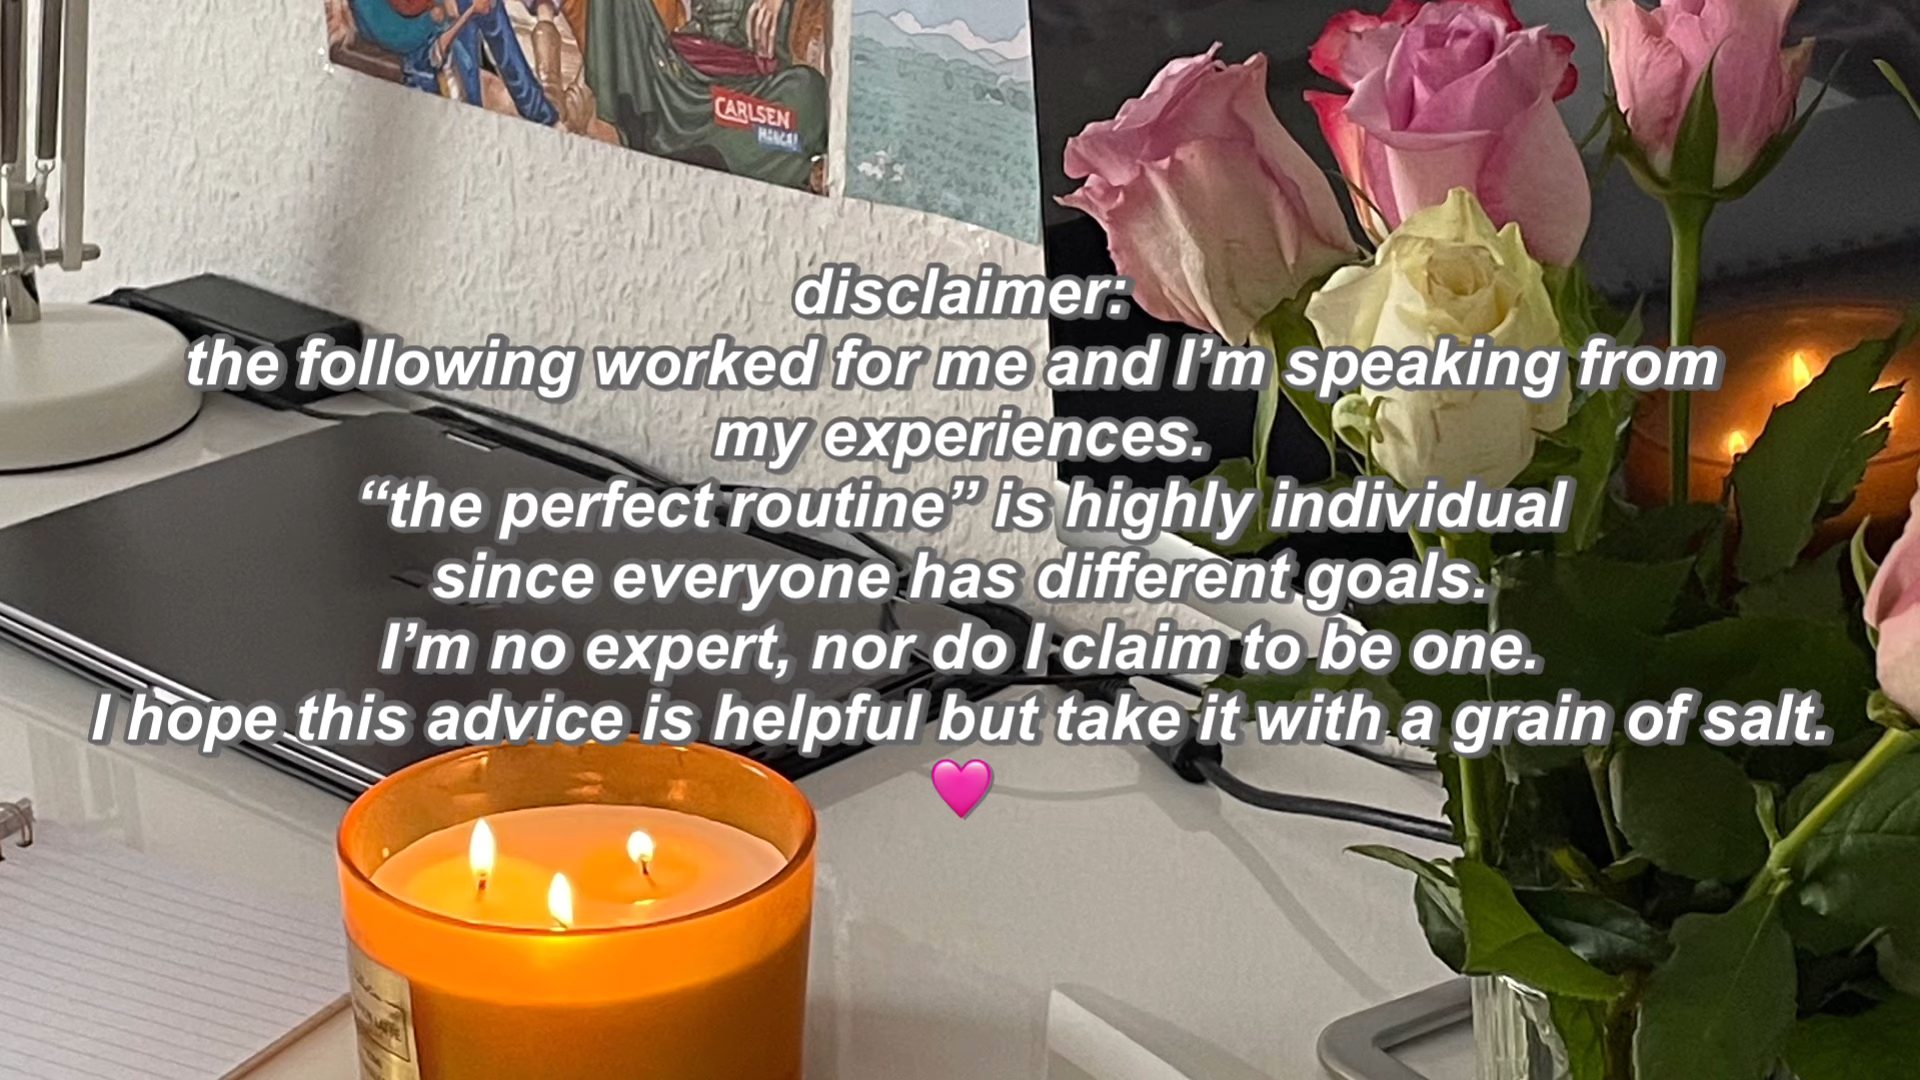 CARLSEN
MANGA!
disclaimer:
the following worked for me and I’m speaking from
my experiences.
“the perfect routine” is highly individual
since everyone has different goals.
I’m no expert, nor do I claim to be one.
I hope this advice is helpful but take it with a grain of salt.
🩷